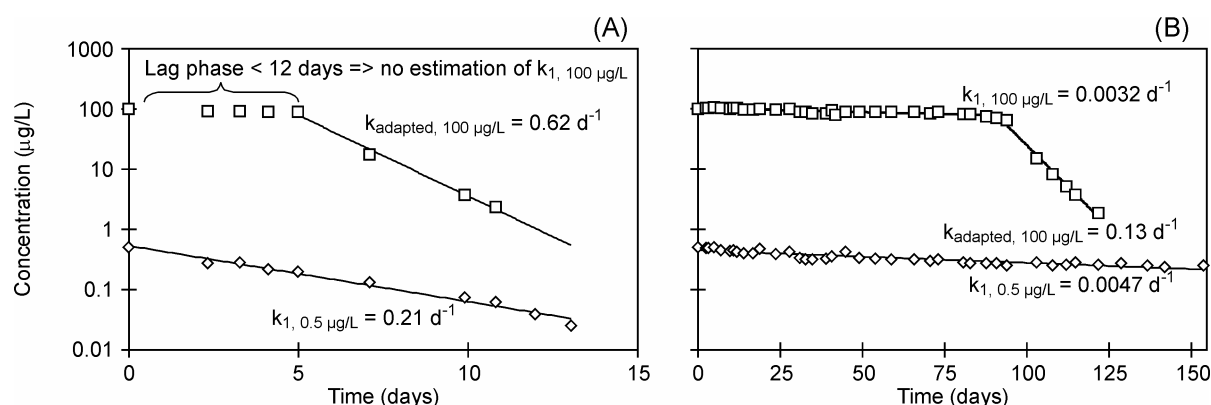 (A)
1000
100
10
1
0.1
0.01
Concentration (µg/L)
Lag phase < 12 days => no estimation of k1, 100 µg/L
kadapted, 100 µg/L = 0.62 d-1
k1, 0.5 µg/L = 0.21 d-1
0 5 10 15
Time (days)
(B)
k1, 100 µg/L = 0.0032 d-1
kadapted, 100 µg/L = 0.13 d-1
k1, 0.5 µg/L = 0.0047 d-1
0 25 50 75 100 125 150
Time (days)